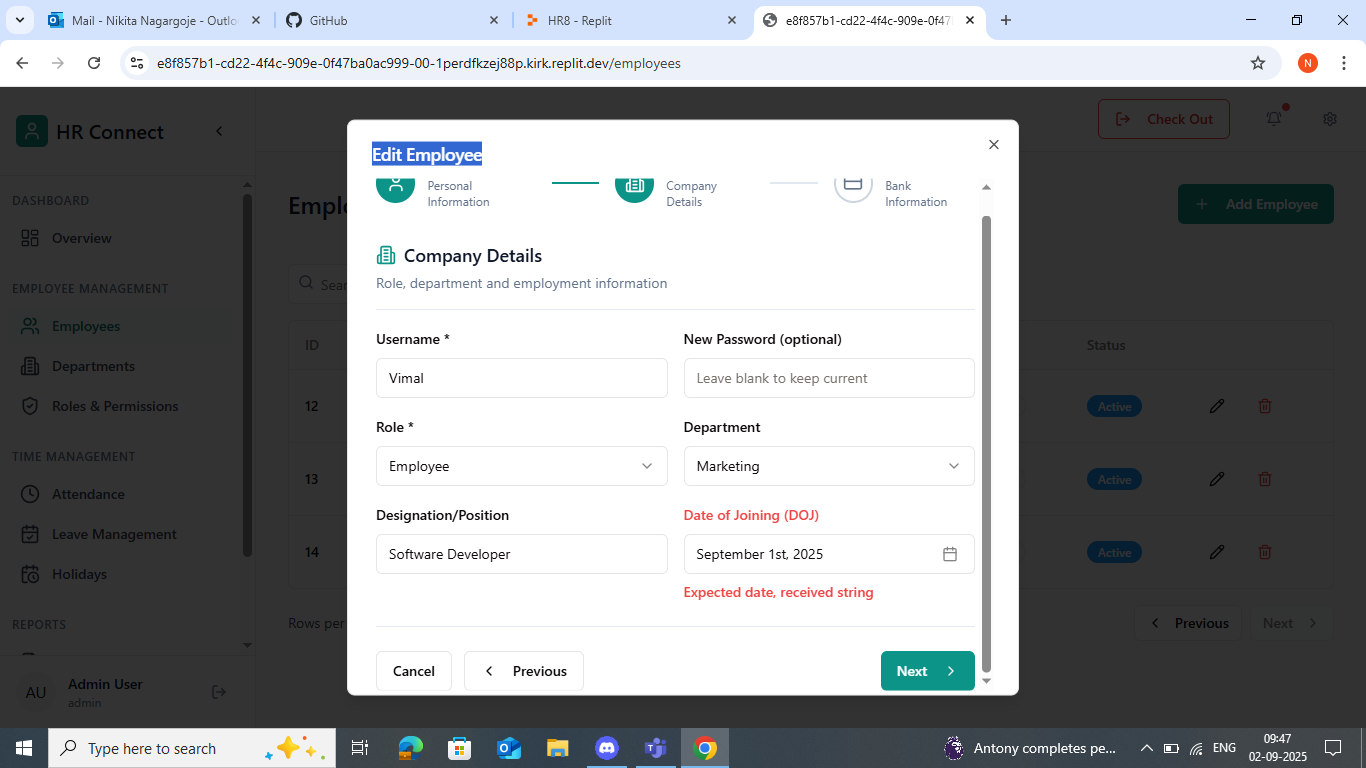 Mail - Nikita Nagargoje - Outlo
GitHub
HR8 - Replit
e8f857b1-cd22-4f4c-909e-0f47
e8f857b1-cd22-4f4c-909e-0f47ba0ac999-00-1perdfkzej88p.kirk.replit.dev/employees
N
HR Connect
Check Out
DASHBOARD
Overview
EMPLOYEE MANAGEMENT
Employees
Departments
Roles & Permissions
TIME MANAGEMENT
Attendance
Leave Management
Holidays
REPORTS
AU
Admin User
admin
Empl
Add Employee
Sear
ID
Status
12
Active
13
Active
14
Active
Rows per
Previous
Next
Edit Employee
Personal
Information
Company
Details
Bank
Information
Company Details
Role, department and employment information
Username *
New Password (optional)
Vimal
Leave blank to keep current
Role *
Department
Employee
Marketing
Designation/Position
Date of Joining (DOJ)
Software Developer
September 1st, 2025
Expected date, received string
Cancel
Previous
Next
Type here to search
Antony completes pe...
ENG
09:47
02-09-2025